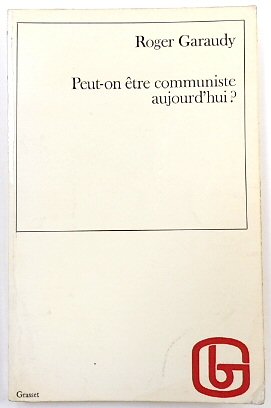 Roger Garaudy
Peut-on être communiste
aujourd'hui ?
Grasset